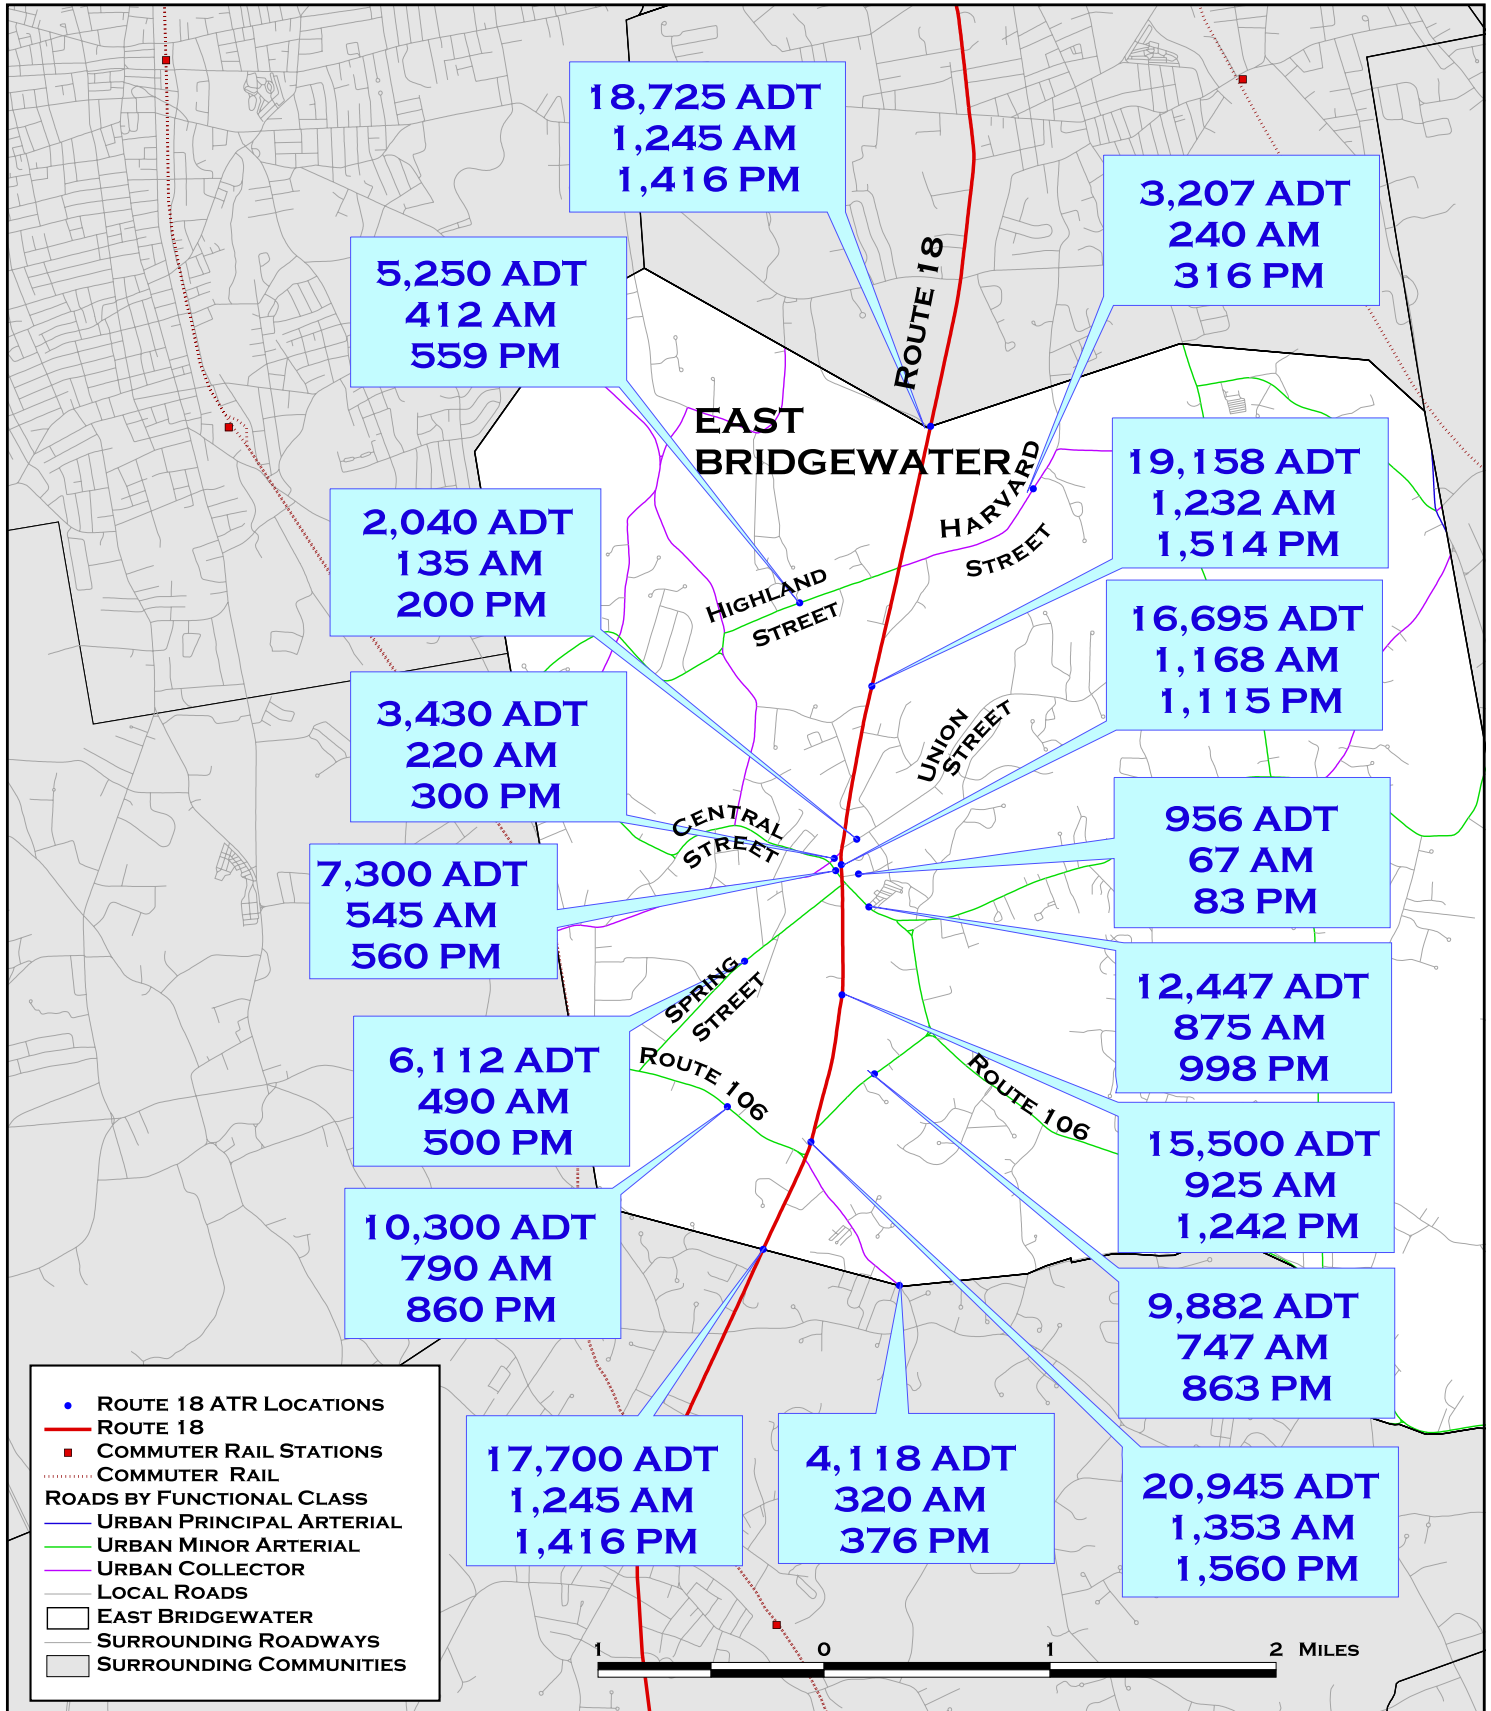 18,725 ADT
1,245 AM
1,416 PM
3,207 ADT
240 AM
316 PM
5,250 ADT
412 AM
559 PM
ROUTE 18
EAST
BRIDGEWATER
HARVARD
STREET
19,158 ADT
1,232 AM
1,514 PM
2,040 ADT
135 AM
200 PM
HIGHLAND
STREET
16,695 ADT
1,168 AM
1,115 PM
3,430 ADT
220 AM
300 PM
UNION
STREET
CENTRAL
STREET
956 ADT
67 AM
83 PM
7,300 ADT
545 AM
560 PM
12,447 ADT
875 AM
998 PM
SPRING
STREET
6,112 ADT
490 AM
500 PM
ROUTE 106
ROUTE 106
15,500 ADT
925 AM
1,242 PM
10,300 ADT
790 AM
860 PM
9,882 ADT
747 AM
863 PM
17,700 ADT
1,245 AM
1,416 PM
4,118 ADT
320 AM
376 PM
20,945 ADT
1,353 AM
1,560 PM
ROUTE 18 ATR LOCATIONS
ROUTE 18
COMMUTER RAIL STATIONS
COMMUTER RAIL
ROADS BY FUNCTIONAL CLASS
URBAN PRINCIPAL ARTERIAL
URBAN MINOR ARTERIAL
URBAN COLLECTOR
LOCAL ROADS
EAST BRIDGEWATER
SURROUNDING ROADWAYS
SURROUNDING COMMUNITIES
1 0 1 2 MILES